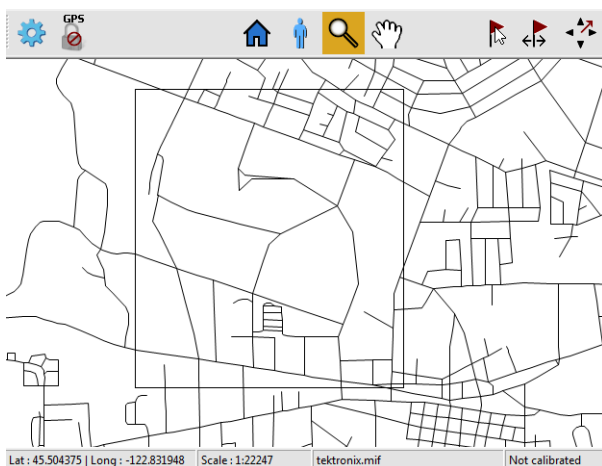 GPS
Lat : 45.504375 | Long : -122.831948 Scale : 1:22247 tektronix.mif Not calibrated